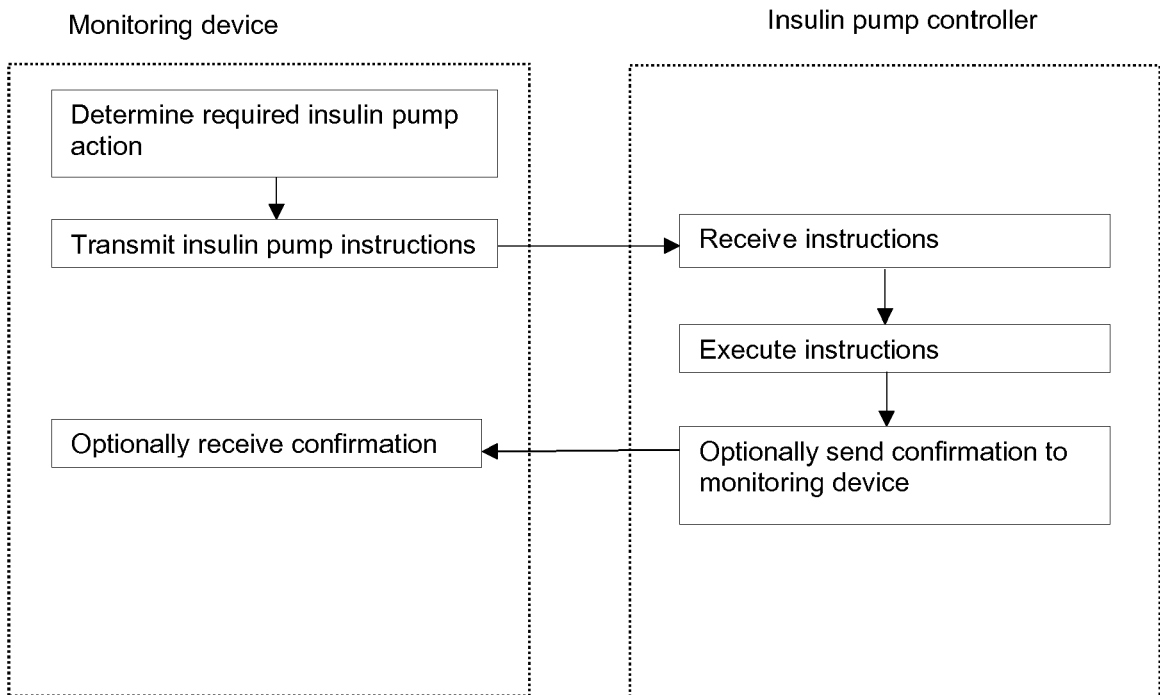 Monitoring device
Insulin pump controller
Determine required insulin pump
action
Transmit insulin pump instructions
Receive instructions
Execute instructions
Optionally receive confirmation
Optionally send confirmation to
monitoring device